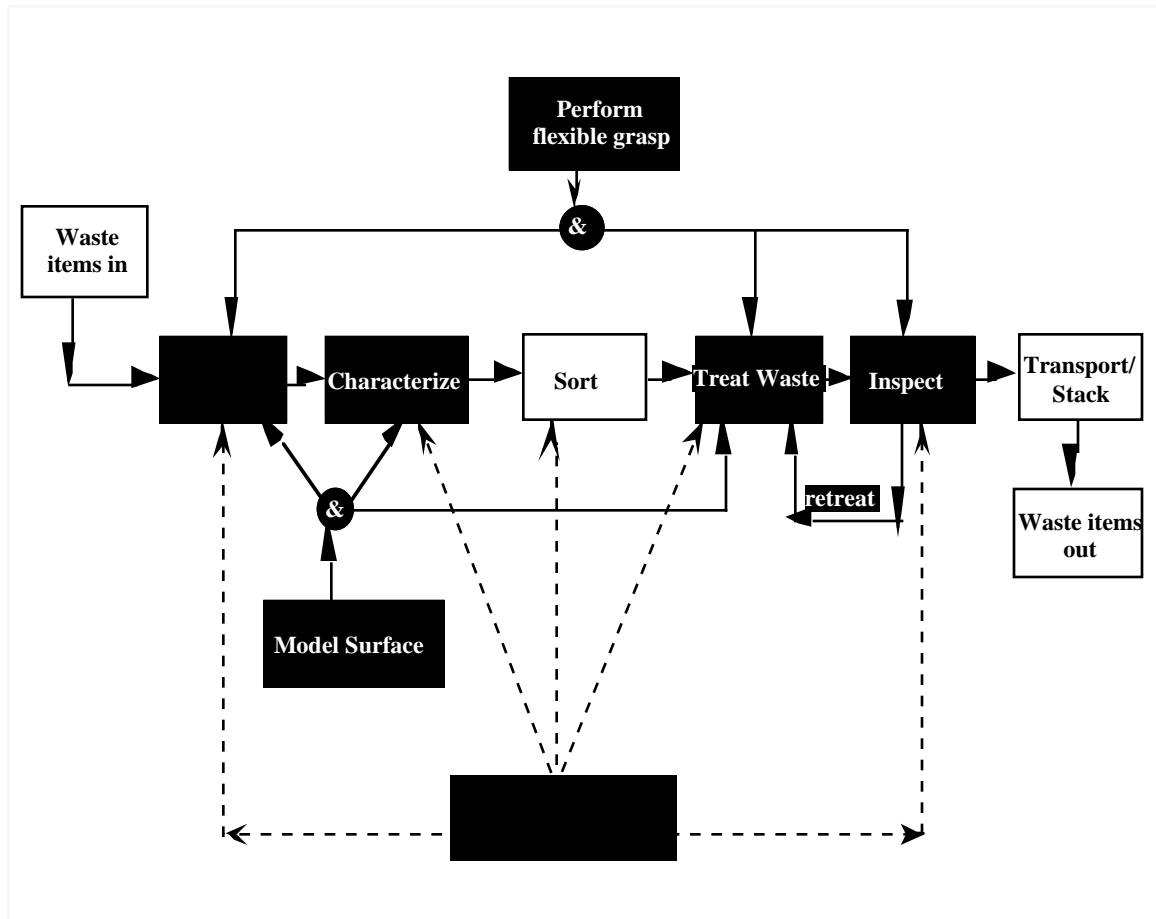 Perform
flexible grasp
&
Waste
items in
Characterize
Sort
Treat Waste
Inspect
Transport/
Stack
&
retreat
Waste items
out
Model Surface